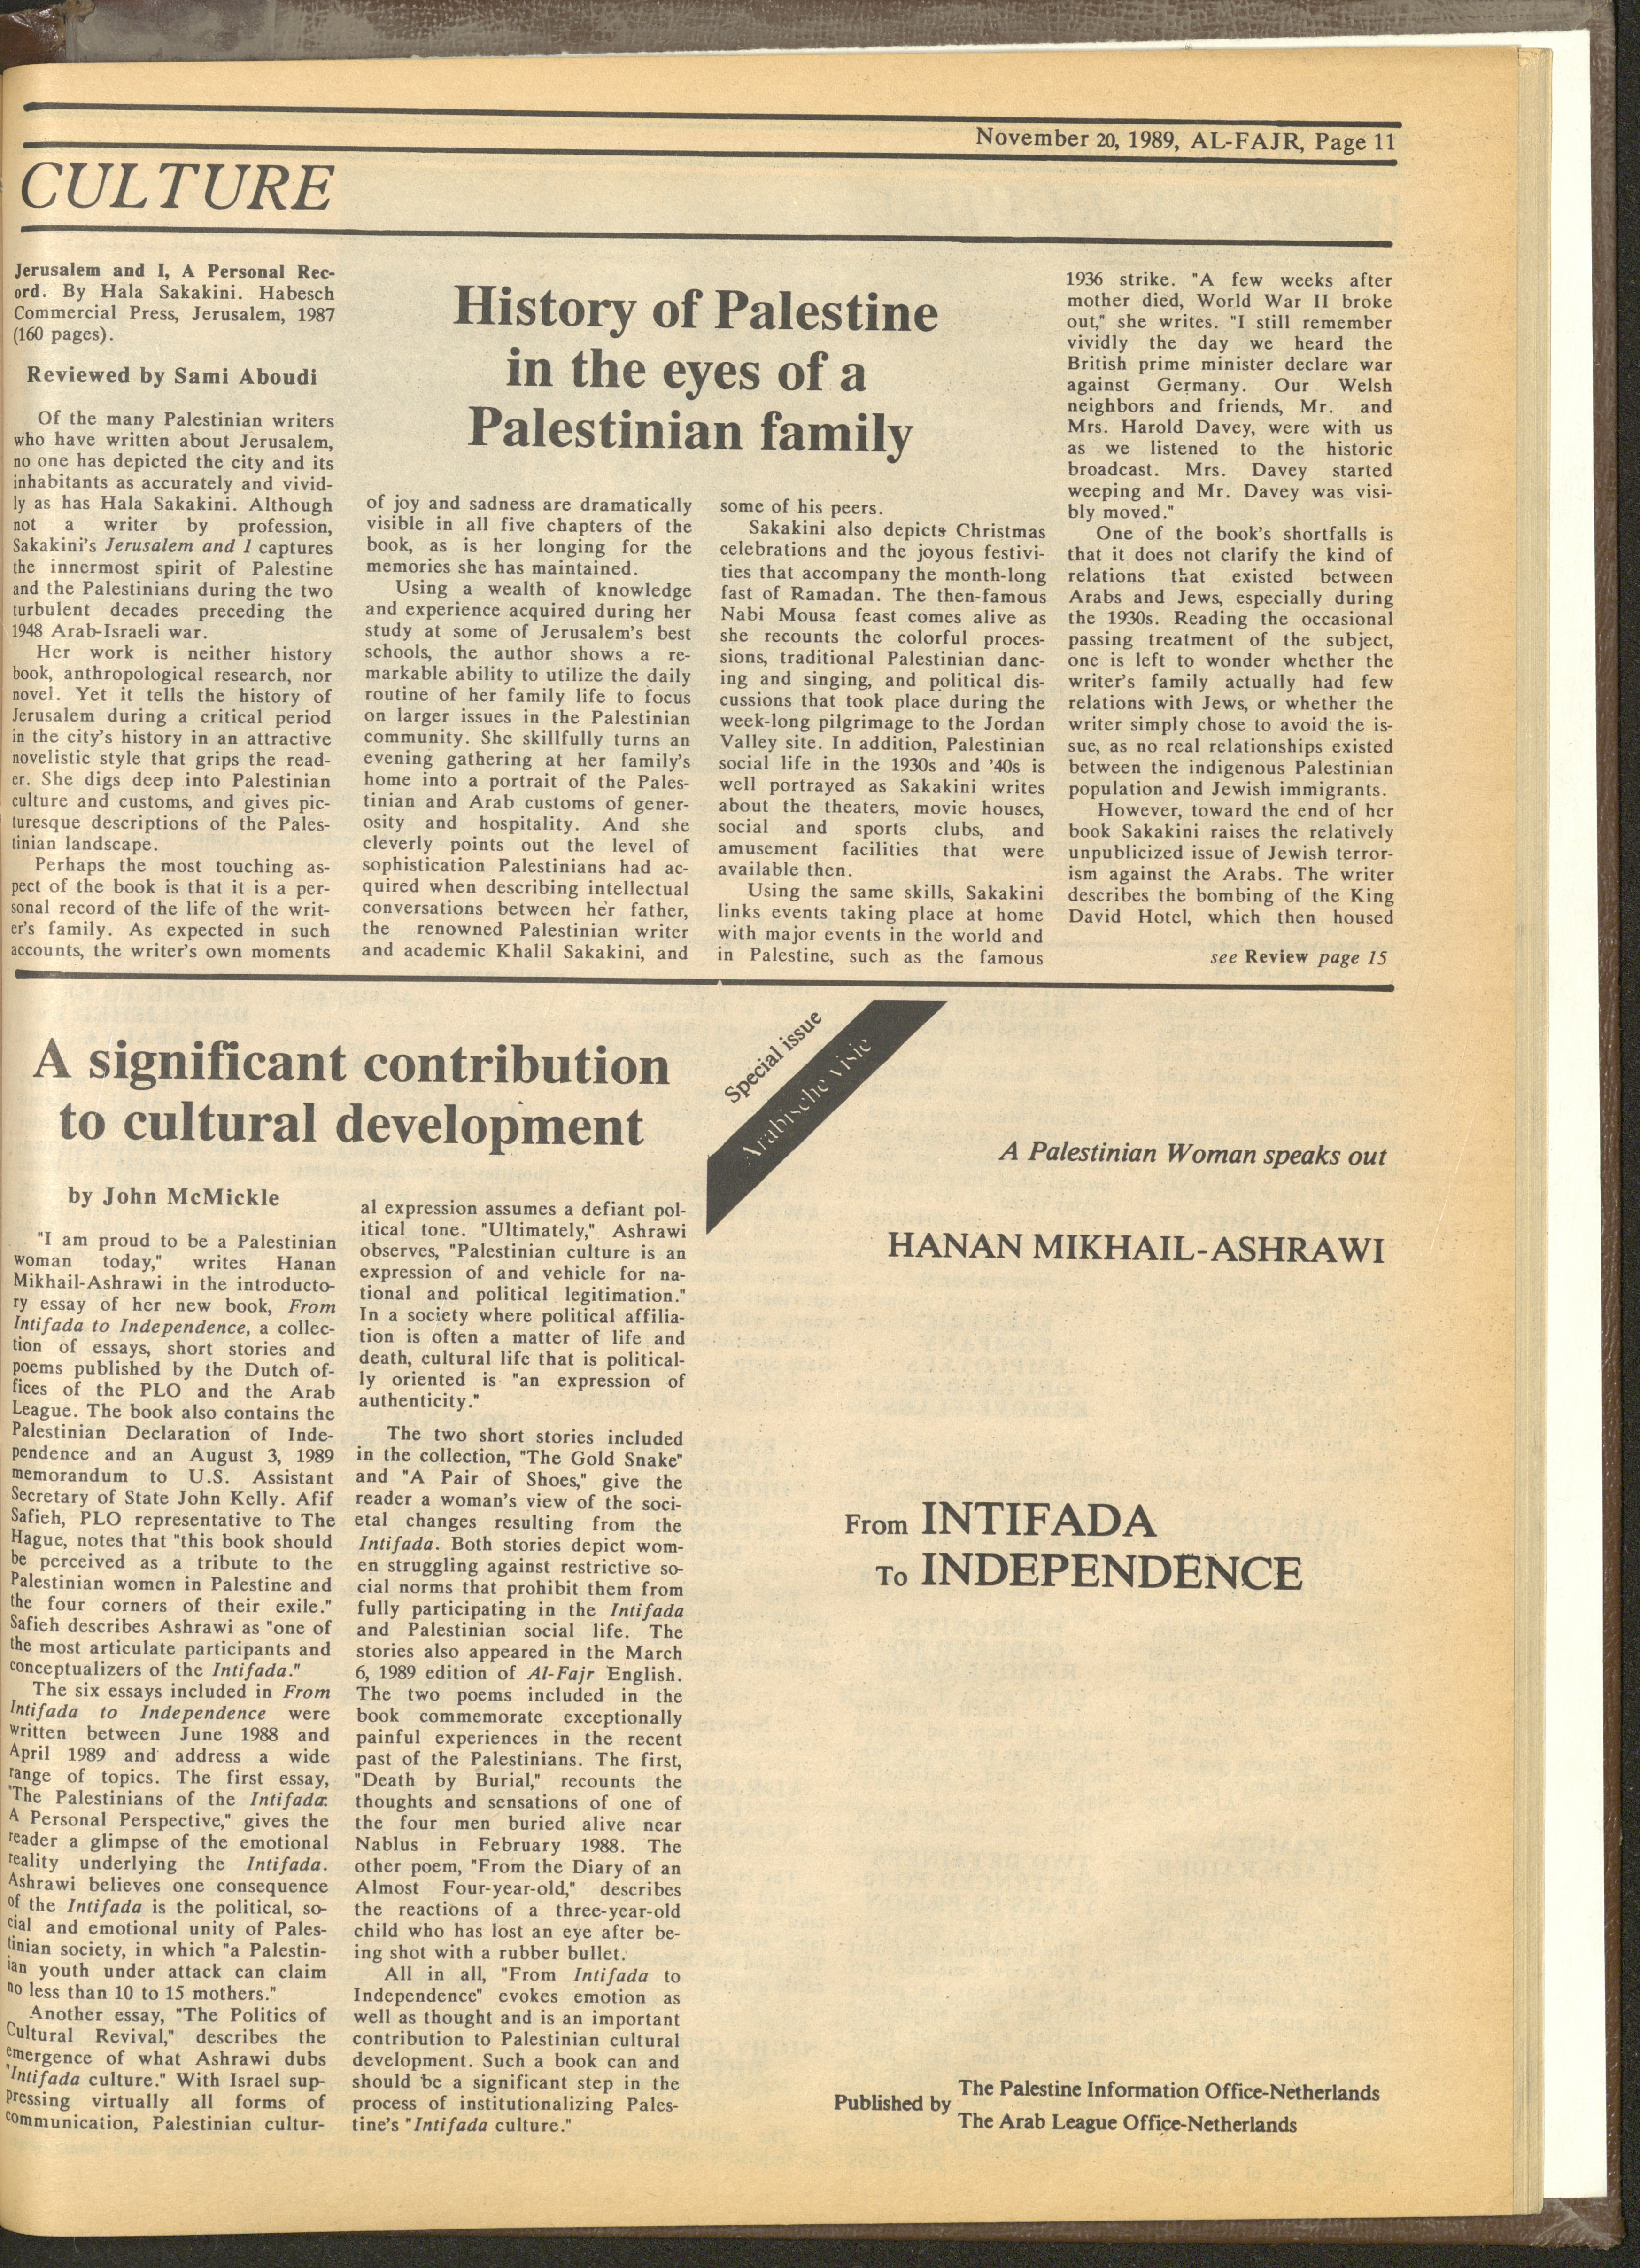 November 20, 1989, AL-FAJR, Page 11
CULTURE
Jerusalem and I, A Personal Rec-
ord. By Hala Sakakini. Habesch
Commercial Press, Jerusalem, 1987
(160 pages).
Reviewed by Sami Aboudi
History of Palestine
in the eyes of a
Palestinian family
Of the many Palestinian writers
who have written about Jerusalem,
no one has depicted the city and its
inhabitants as accurately and vivid-
ly as has Hala Sakakini. Although
not a writer by profession,
Sakakini's Jerusalem and I captures
the innermost spirit of Palestine
and the Palestinians during the two
turbulent decades preceding the
1948 Arab-Israeli war.
Her work is neither history
book, anthropological research, nor
novel. Yet it tells the history of
Jerusalem during a critical period
in the city's history in an attractive
novelistic style that grips the read-
er. She digs deep into Palestinian
culture and customs, and gives pic-
turesque descriptions of the Pales-
tinian landscape.
Perhaps the most touching as-
pect of the book is that it is a per-
sonal record of the life of the writ-
er's family. As expected in such
accounts, the writer's own moments
of joy and sadness are dramatically
visible in all five chapters of the
book, as is her longing for the
memories she has maintained.
Using a wealth of knowledge
and experience acquired during her
study at some of Jerusalem's best
schools, the author shows a re-
markable ability to utilize the daily
routine of her family life to focus
on larger issues in the Palestinian
community. She skillfully turns an
evening gathering at her family's
home into a portrait of the Pales-
tinian and Arab customs of gener-
osity and hospitality. And she
cleverly points out the level of
sophistication Palestinians had ac-
quired when describing intellectual
conversations between her father,
the renowned Palestinian writer
and academic Khalil Sakakini, and
some of his peers.
Sakakini also depicts Christmas
celebrations and the joyous festivi-
ties that accompany the month-long
fast of Ramadan. The then-famous
Nabi Mousa feast comes alive as
she recounts the colorful proces-
sions, traditional Palestinian danc-
ing and singing, and political dis-
cussions that took place during the
week-long pilgrimage to the Jordan
Valley site. In addition, Palestinian
social life in the 1930s and '40s is
well portrayed as Sakakini writes
about the theaters, movie houses,
social and sports clubs, and
amusement facilities that were
available then.
Using the same skills, Sakakini
links events taking place at home
with major events in the world and
in Palestine, such as the famous
1936 strike. "A few weeks after
mother died, World War II broke
out," she writes. "I still remember
vividly the day we heard the
British prime minister declare war
against Germany. Our Welsh
neighbors and friends, Mr. and
Mrs. Harold Davey, were with us
as we listened to the historic
broadcast. Mrs. Davey started
weeping and Mr. Davey was visi-
bly moved."
One of the book's shortfalls is
that it does not clarify the kind of
relations that existed between
Arabs and Jews, especially during
the 1930s. Reading the occasional
passing treatment of the subject,
one is left to wonder whether the
writer's family actually had few
relations with Jews, or whether the
writer simply chose to avoid the is-
sue, as no real relationships existed
between the indigenous Palestinian
population and Jewish immigrants.
However, toward the end of her
book Sakakini raises the relatively
unpublicized issue of Jewish terror-
ism against the Arabs. The writer
describes the bombing of the King
David Hotel, which then housed
see Review page 15
A significant contribution
to cultural development
by John McMickle
"I am proud to be a Palestinian
woman today," writes Hanan
Mikhail-Ashrawi in the introducto-
ry essay of her new book, From
Intifada to Independence, a collec-
tion of essays, short stories and
poems published by the Dutch of-
fices of the PLO and the Arab
League. The book also contains the
Palestinian Declaration of Inde-
pendence and an August 3, 1989
memorandum to U.S. Assistant
Secretary of State John Kelly. Afif
Safieh, PLO representative to The
Hague, notes that "this book should
be perceived as a tribute to the
Palestinian women in Palestine and
the four corners of their exile."
Safieh describes Ashrawi as "one of
the most articulate participants and
conceptualizers of the Intifada."
The six essays included in From
Intifada to Independence were
written between June 1988 and
April 1989 and address a wide
range of topics. The first essay,
"The Palestinians of the Intifada:
A Personal Perspective," gives the
reader a glimpse of the emotional
reality underlying the Intifada.
Ashrawi believes one consequence
of the Intifada is the political, so-
cial and emotional unity of Pales-
tinian society, in which "a Palestin-
ian youth under attack can claim
no less than 10 to 15 mothers."
Another essay, "The Politics of
Cultural Revival," describes the
emergence of what Ashrawi dubs
"Intifada culture." With Israel sup-
pressing virtually all forms of
communication, Palestinian cultur-
al expression assumes a defiant pol-
itical tone. "Ultimately," Ashrawi
observes, "Palestinian culture is an
expression of and vehicle for na-
tional and political legitimation."
In a society where political affilia-
tion is often a matter of life and
death, cultural life that is political-
ly oriented is "an expression of
authenticity."
The two short stories included
in the collection, "The Gold Snake"
and "A Pair of Shoes," give the
reader a woman's view of the soci-
etal changes resulting from the
Intifada. Both stories depict wom-
en struggling against restrictive so-
cial norms that prohibit them from
fully participating in the Intifada
and Palestinian social life. The
stories also appeared in the March
6, 1989 edition of Al-Fajr English.
The two poems included in the
book commemorate exceptionally
painful experiences in the recent
past of the Palestinians. The first,
"Death by Burial," recounts the
thoughts and sensations of one of
the four men buried alive near
Nablus in February 1988. The
other poem, "From the Diary of an
Almost Four-year-old," describes
the reactions of a three-year-old
child who has lost an eye after be-
ing shot with a rubber bullet.
All in all, "From Intifada to
Independence" evokes emotion as
well as thought and is an important
contribution to Palestinian cultural
development. Such a book can and
should be a significant step in the
process of institutionalizing Pales-
tine's "Intifada culture."
Special issue
Arabische visie
A Palestinian Woman speaks out
HANAN MIKHAIL-ASHRAWI
From INTIFADA
To INDEPENDENCE
Published by
The Palestine Information Office-Netherlands
The Arab League Office-Netherlands